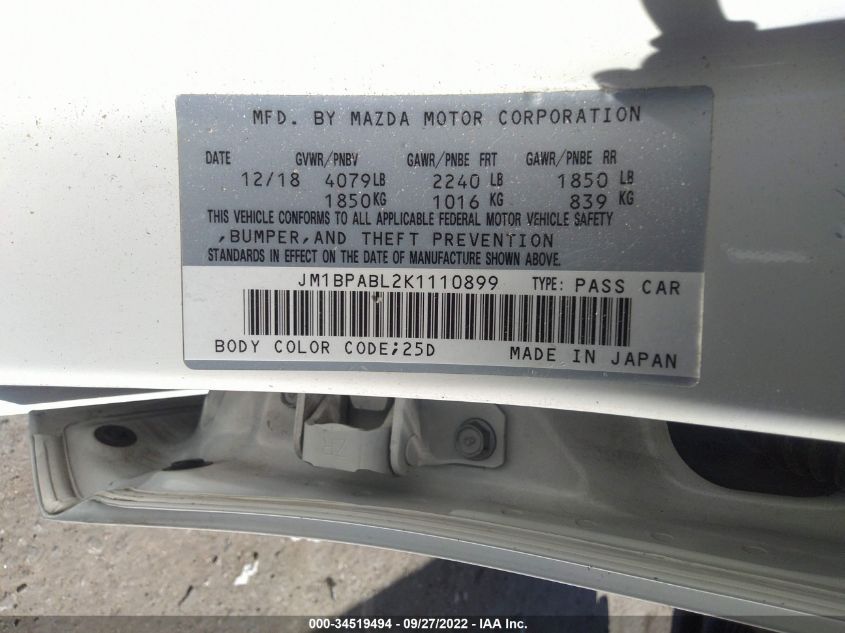 MFD. BY MAZDA MOTOR CORPORATION
DATE GVWR/PNBV GAWR/PNBE FRT GAWR/PNBE RR
12/18 4079LB 2240 LB 1850 LB
1850KG 1016 KG 839 KG
THIS VEHICLE CONFORMS TO ALL APPLICABLE FEDERAL MOTOR VEHICLE SAFETY
,BUMPER,AND THEFT PREVENTION
STANDARDS IN EFFECT ON THE DATE OF MANUFACTURE SHOWN ABOVE.
JM1BPABL2K1110899 TYPE: PASS CAR
BODY COLOR CODE;25D MADE IN JAPAN
ZR
000-34519494 - 09/27/2022 - IAA Inc.